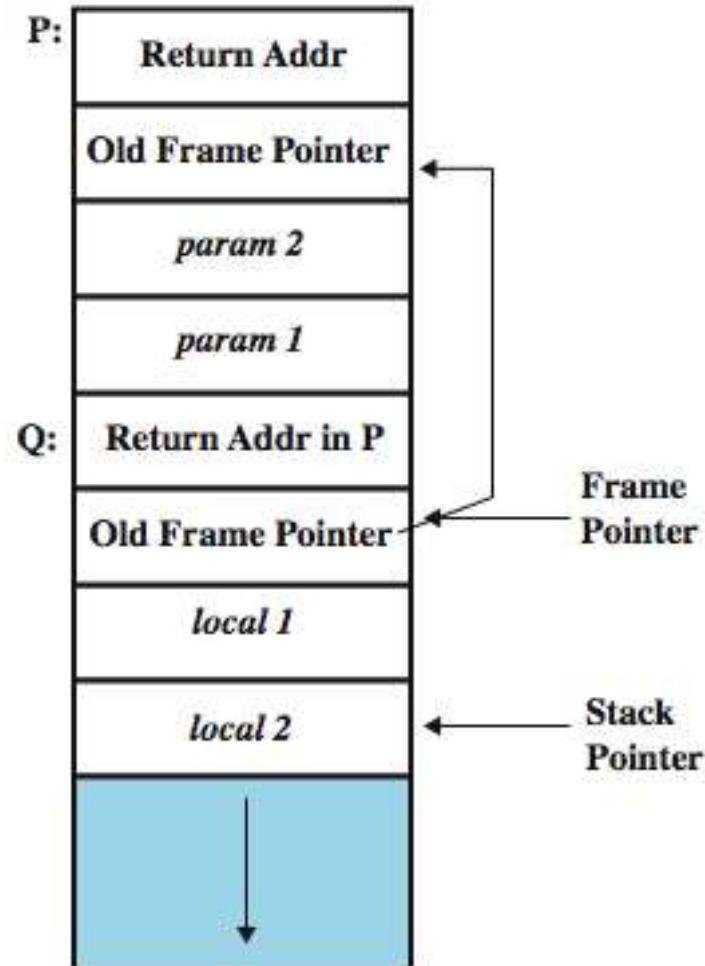 P:
Return Addr
Old Frame Pointer
param 2
param 1
Q:
Return Addr in P
Old Frame Pointer
Frame
Pointer
local 1
local 2
Stack
Pointer